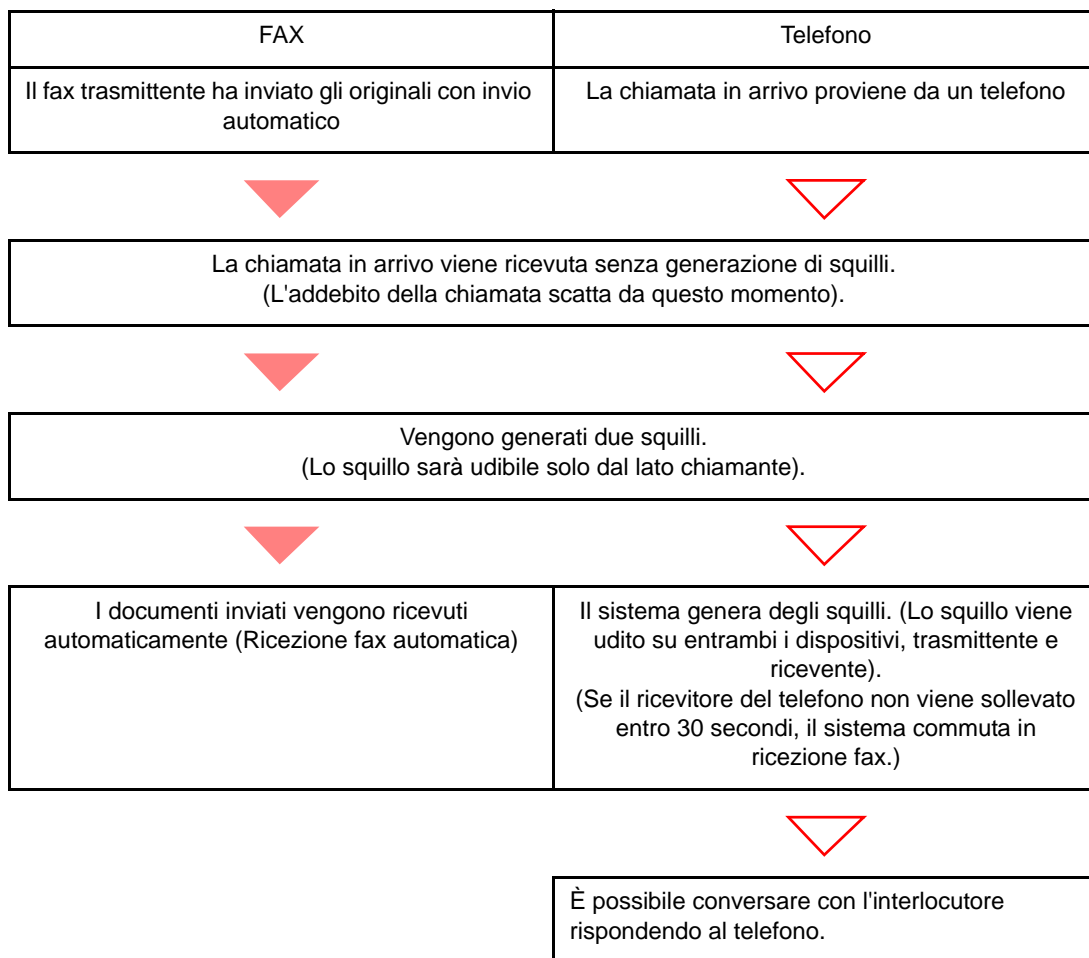 FAX
Telefono
Il fax trasmittente ha inviato gli originali con invio
automatico
La chiamata in arrivo proviene da un telefono
La chiamata in arrivo viene ricevuta senza generazione di squilli.
(L'addebito della chiamata scatta da questo momento).
Vengono generati due squilli.
(Lo squillo sarà udibile solo dal lato chiamante).
I documenti inviati vengono ricevuti
automaticamente (Ricezione fax automatica)
Il sistema genera degli squilli. (Lo squillo viene
udito su entrambi i dispositivi, trasmittente e
ricevente).
(Se il ricevitore del telefono non viene sollevato
entro 30 secondi, il sistema commuta in
ricezione fax.)
È possibile conversare con l'interlocutore
rispondendo al telefono.